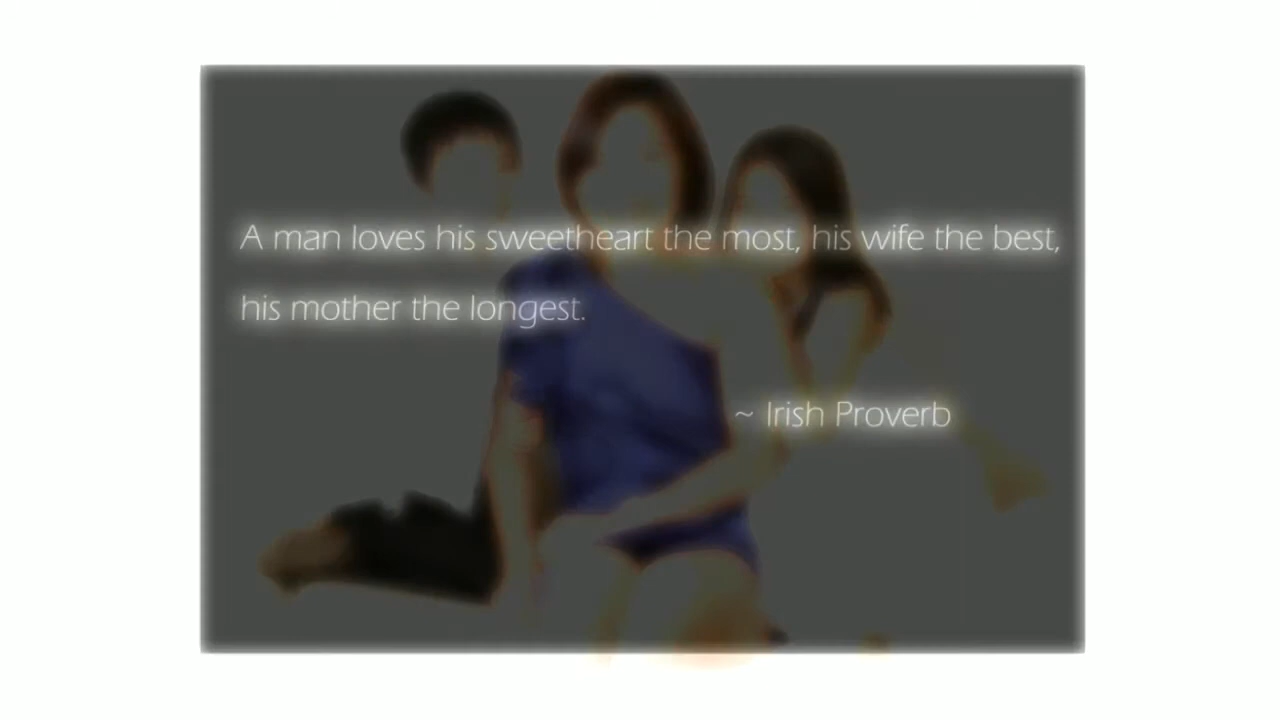 A man loves his sweetheart the most, his wife the best,
his mother the longest.
~ Irish Proverb